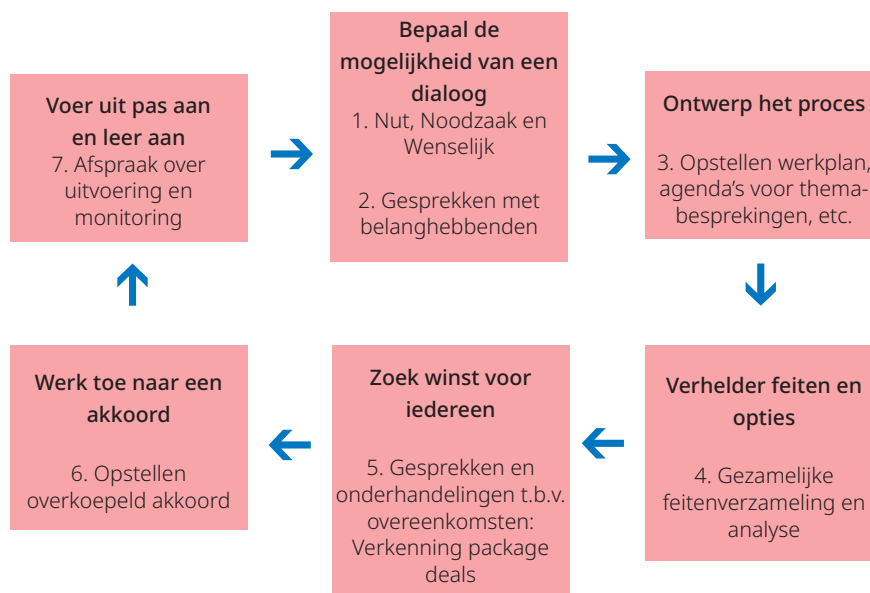 Bepaal de
mogelijkheid van een
dialoog
1. Nut, Noodzaak en
Wenselijk
2. Gesprekken met
belanghebbenden
Ontwerp het proces
3. Opstellen werkplan,
agenda's voor thema-
besprekingen, etc.
Verhelder feiten en
opties
4. Gezamelijke
feitenverzameling en
analyse
Zoek winst voor
iedereen
5. Gesprekken en
onderhandelingen t.b.v.
overeenkomsten:
Verkenning package
deals
Werk toe naar een
akkoord
6. Opstellen
overkoepeld akkoord
Voer uit pas aan
en leer aan
7. Afspraak over
uitvoering en
monitoring